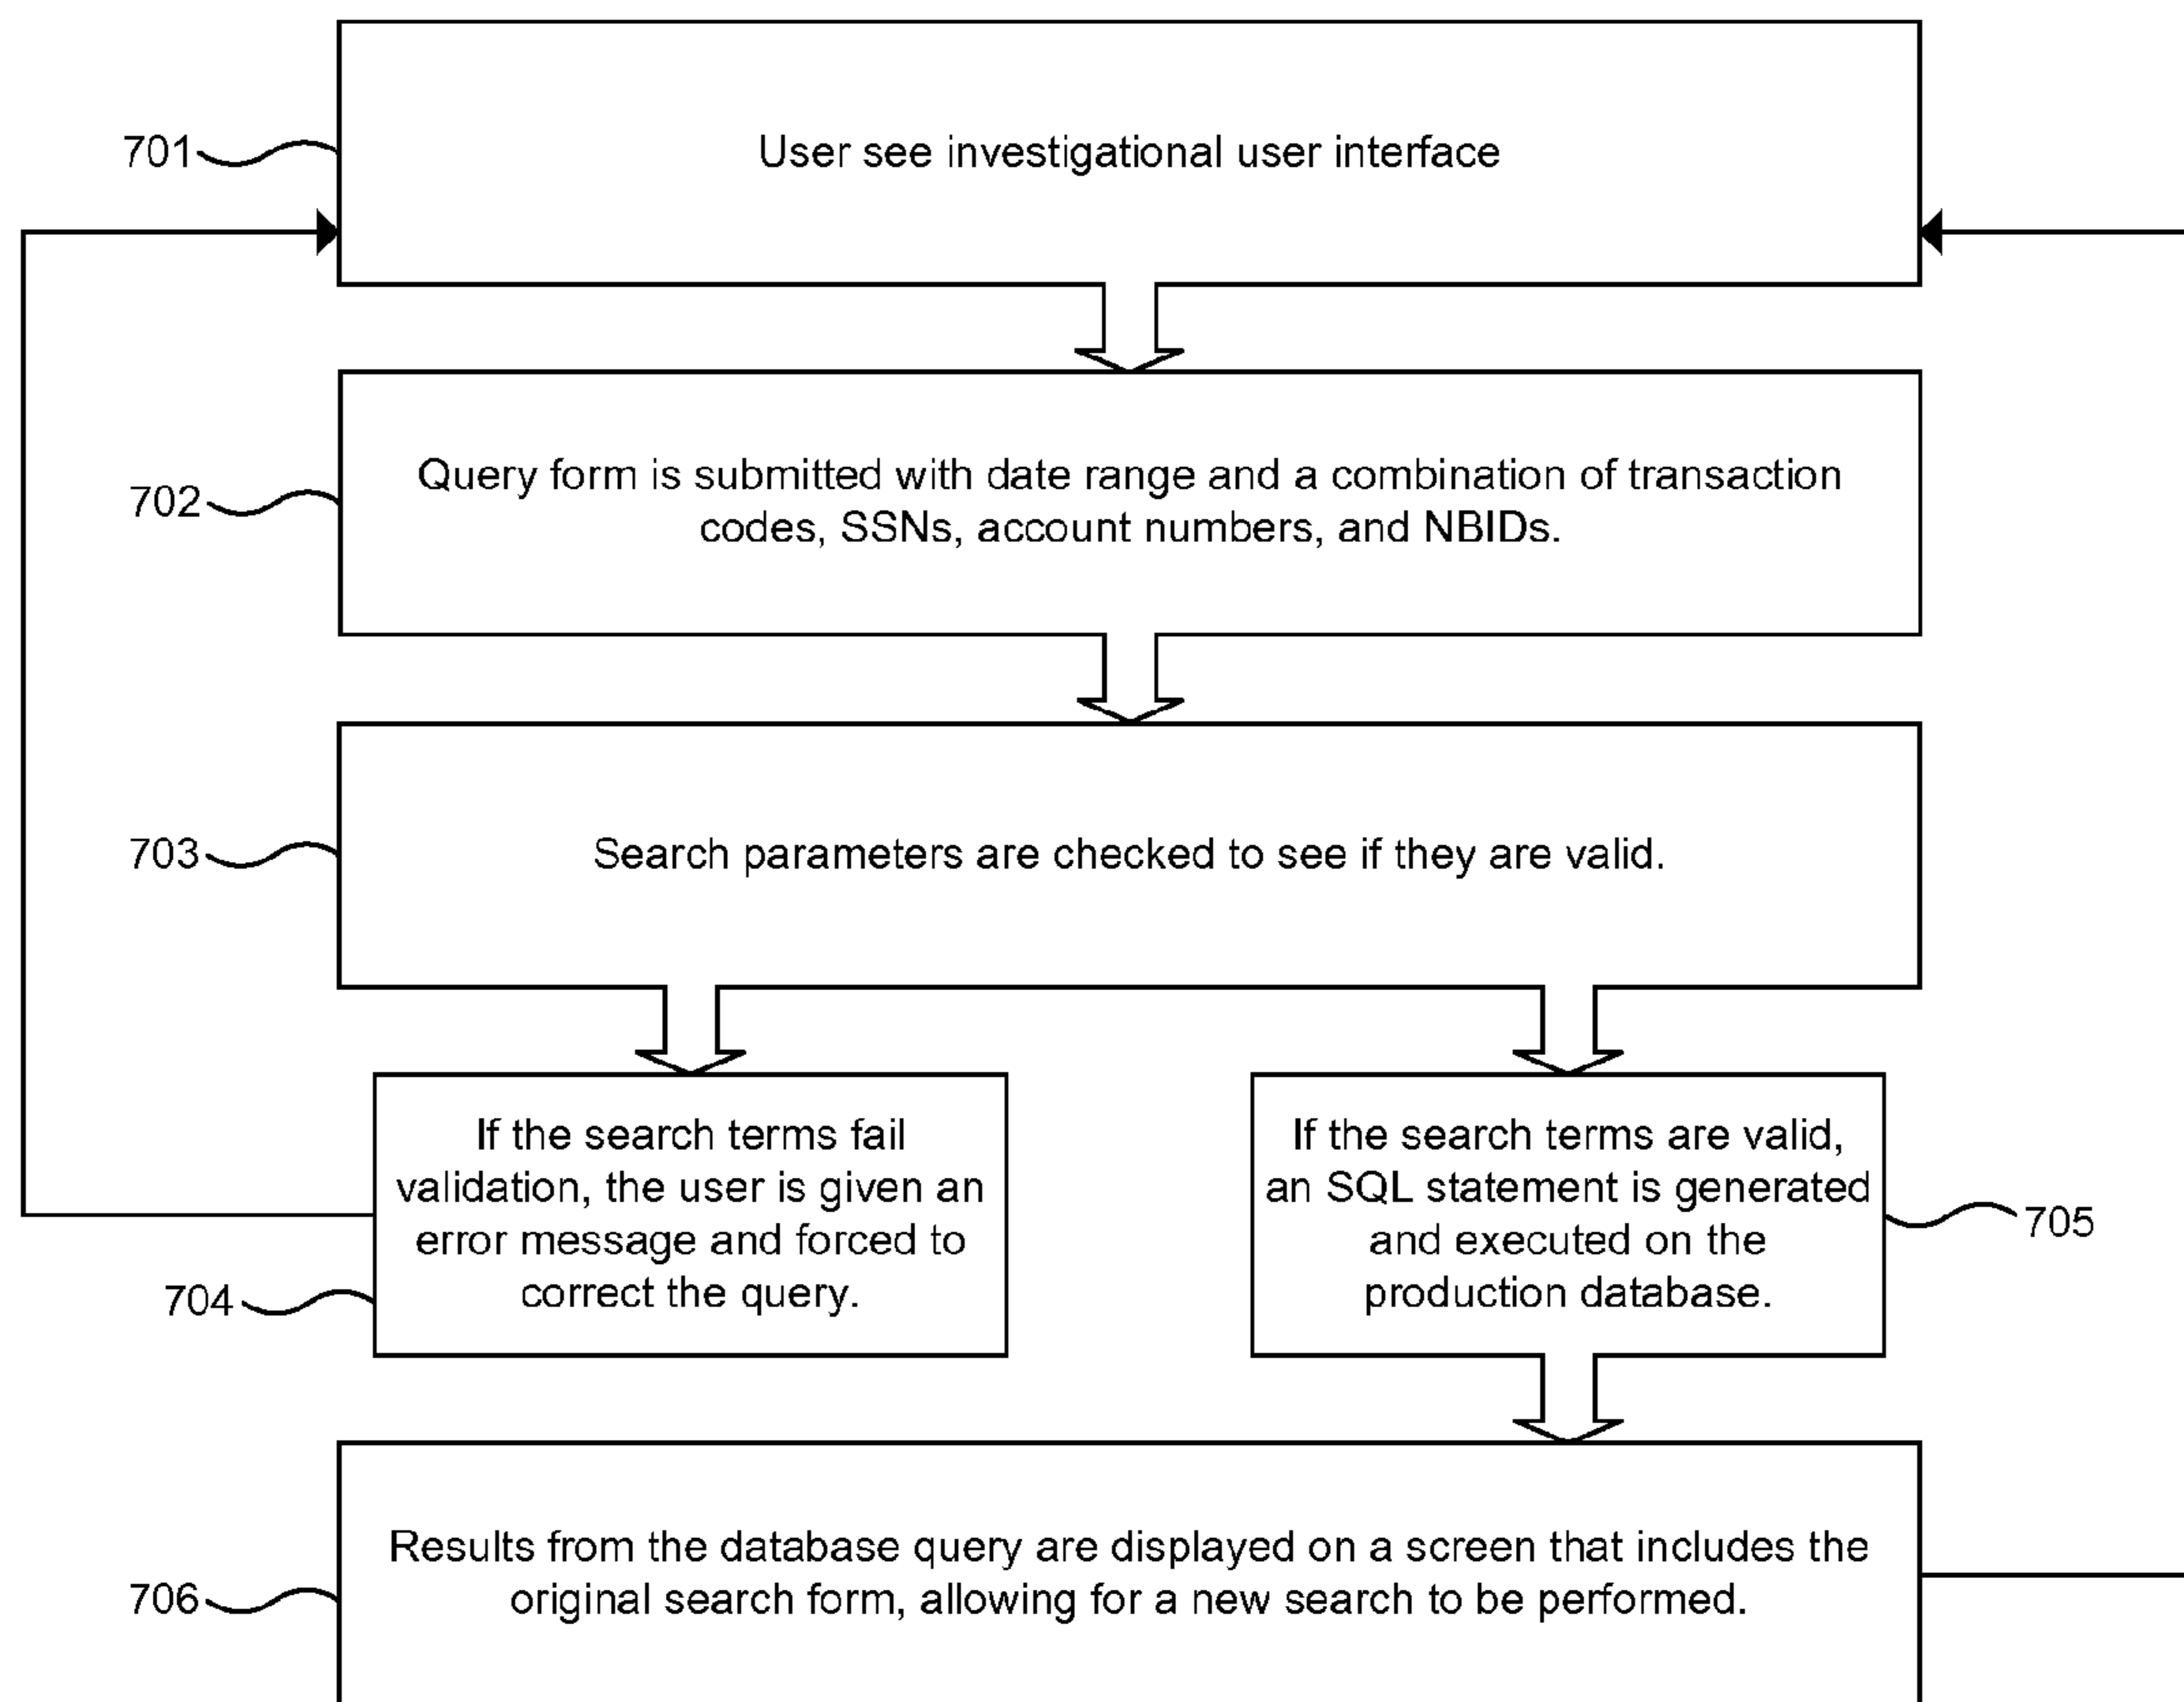 701
User see investigational user interface
702
Query form is submitted with date range and a combination of transaction
codes, SSNs, account numbers, and NBIDs.
703
Search parameters are checked to see if they are valid.
If the search terms fail
validation, the user is given an
error message and forced to
correct the query.
704
If the search terms are valid,
an SQL statement is generated
and executed on the
production database.
705
Results from the database query are displayed on a screen that includes the
original search form, allowing for a new search to be performed.
706